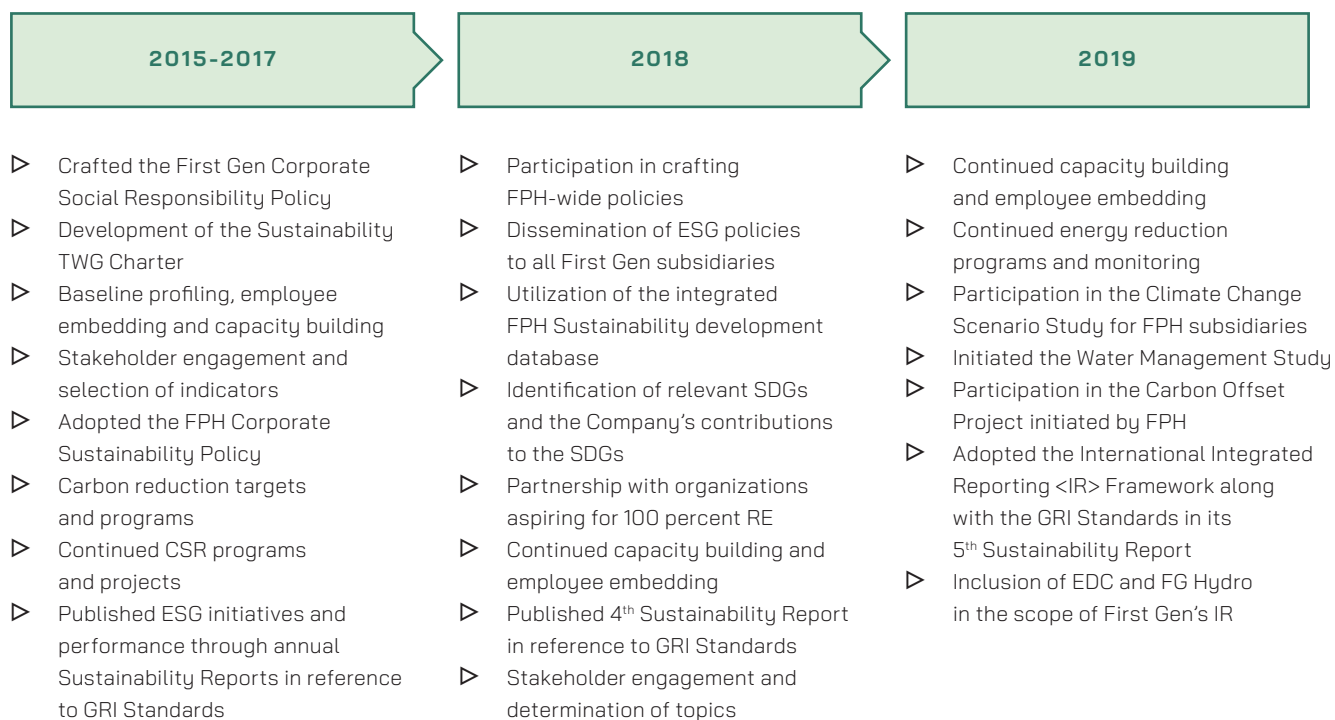 2015-2017
Crafted the First Gen Corporate
Social Responsibility Policy
Development of the Sustainability
TWG Charter
Baseline profiling, employee
embedding and capacity building
Stakeholder engagement and
selection of indicators
Adopted the FPH Corporate
Sustainability Policy
Carbon reduction targets
and programs
Continued CSR programs
and projects
Published ESG initiatives and
performance through annual
Sustainability Reports in reference
to GRI Standards
2018
Participation in crafting
FPH-wide policies
Dissemination of ESG policies
to all First Gen subsidiaries
Utilization of the integrated
FPH Sustainability development
database
Identification of relevant SDGs
and the Company's contributions
to the SDGs
Partnership with organizations
aspiring for 100 percent RE
Continued capacity building and
employee embedding
Published 4th Sustainability Report
in reference to GRI Standards
Stakeholder engagement and
determination of topics
2019
Continued capacity building
and employee embedding
Continued energy reduction
programs and monitoring
Participation in the Climate Change
Scenario Study for FPH subsidiaries
Initiated the Water Management Study
Participation in the Carbon Offset
Project initiated by FPH
Adopted the International Integrated
Reporting <IR> Framework along
with the GRI Standards in its
5th Sustainability Report
Inclusion of EDC and FG Hydro
in the scope of First Gen's IR